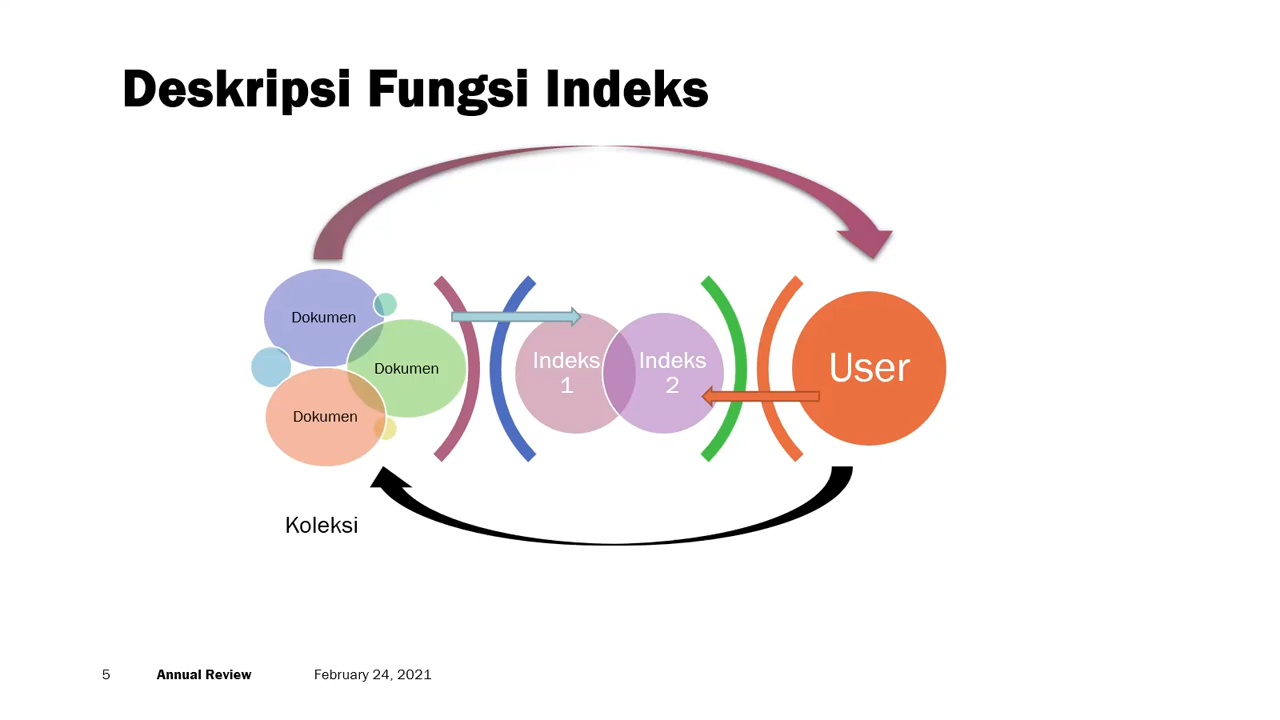 Deskripsi Fungsi Indeks
Dokumen
Dokumen
Dokumen
Indeks
1
Indeks
2
User
Koleksi
5 Annual Review February 24, 2021